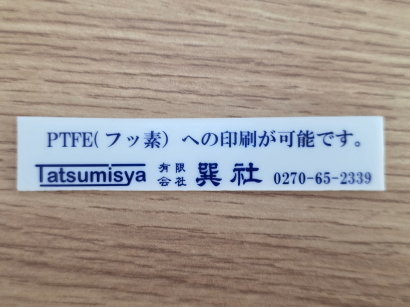 PTFE(フッ素) への印刷が可能です。
Tatsumisya 有限会社 巽社 0270-65-2339